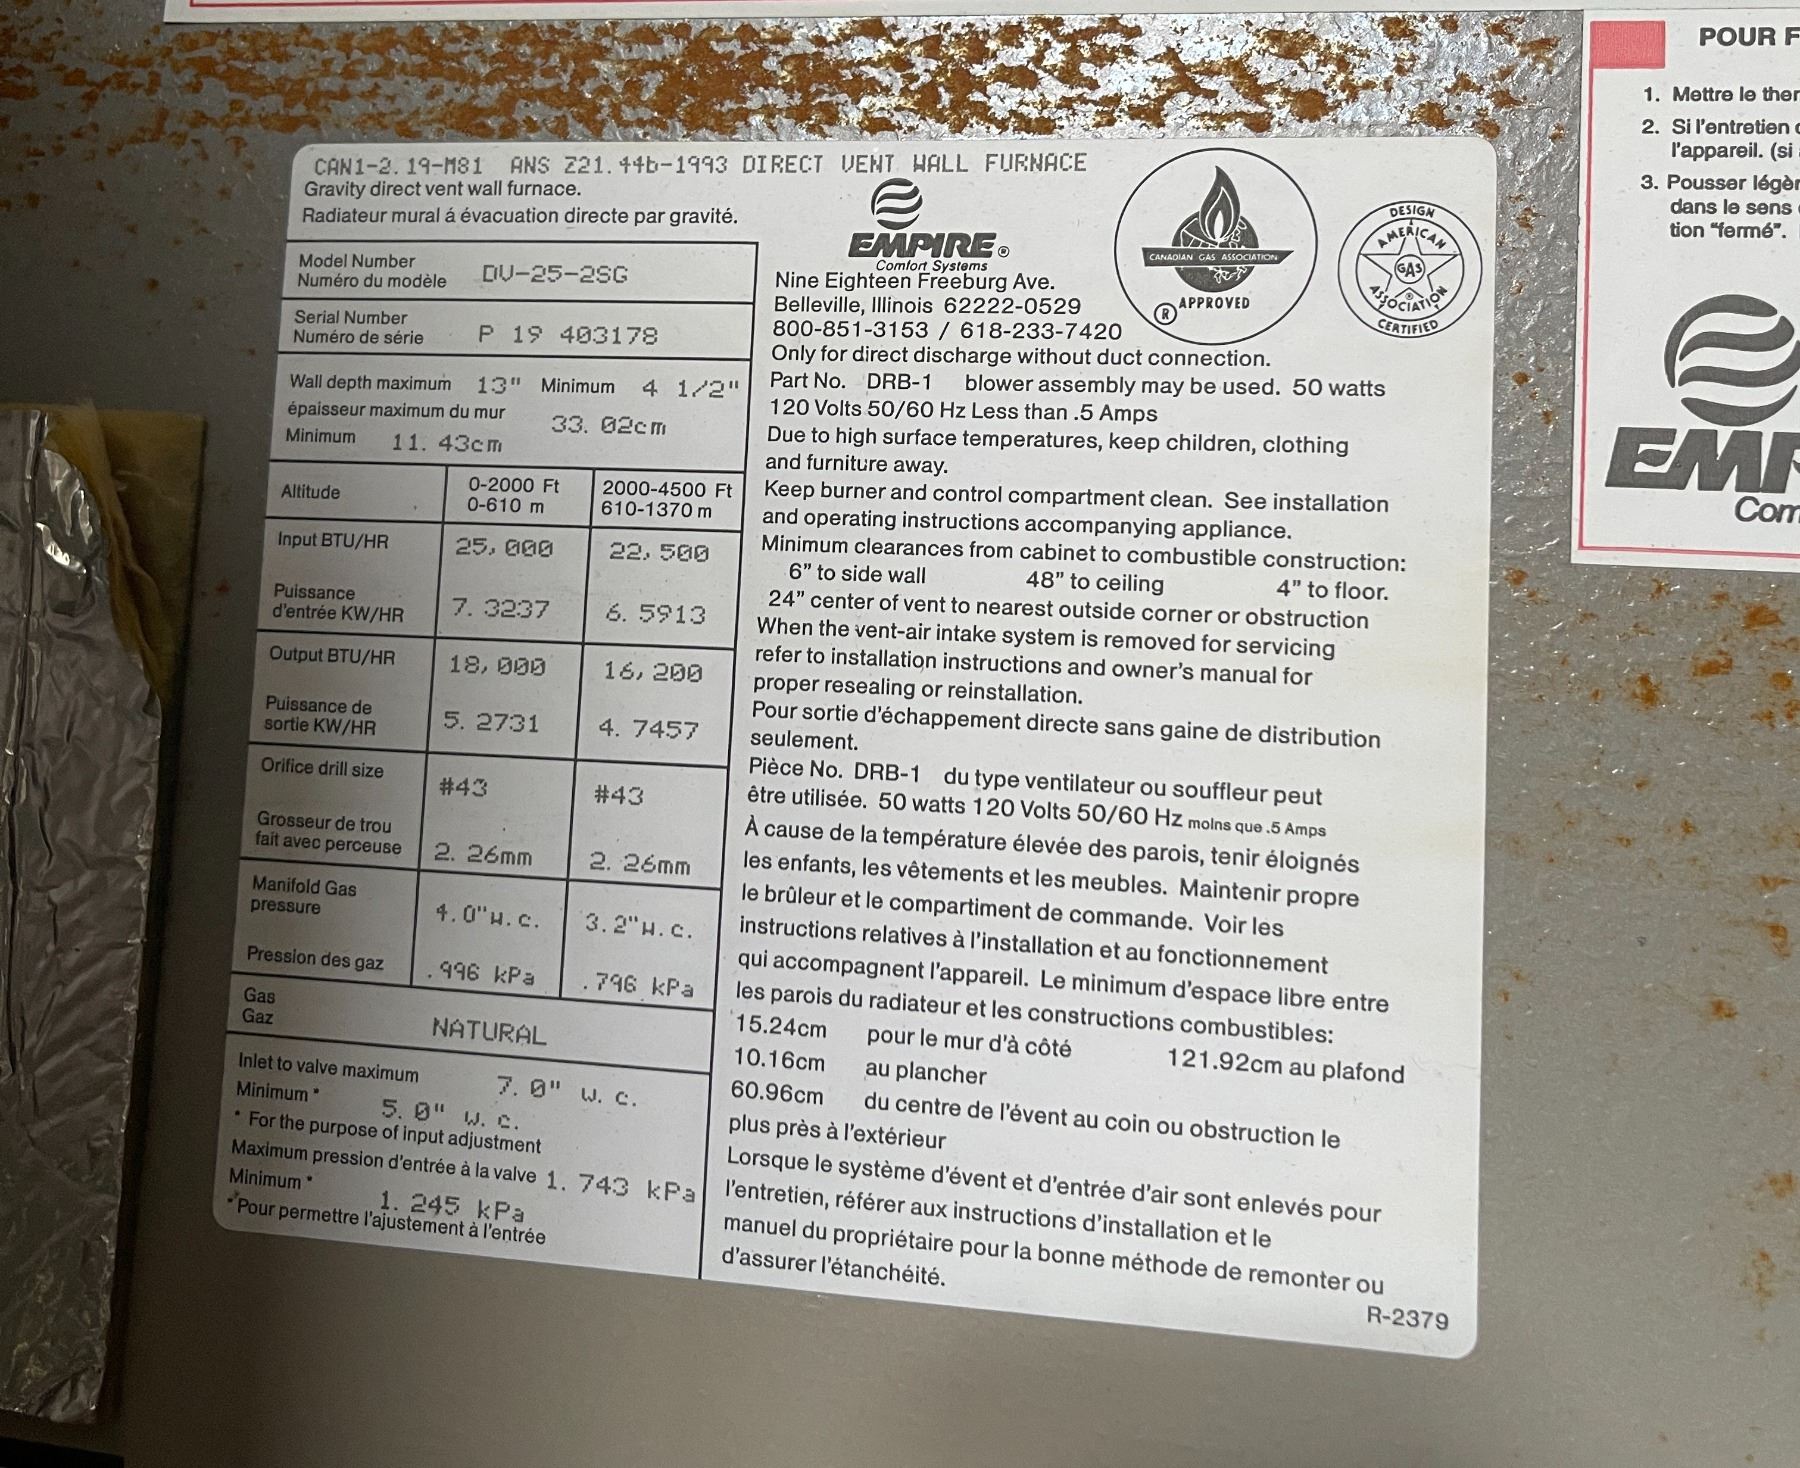 CAN1-2.19-M81 ANS Z21.44b-1993 DIRECT VENT WALL FURNACE
Gravity direct vent wall furnace.
Radiateur mural á évacuation directe par gravité.
Model Number
Numéro du modèle
DV-25-2SG
Serial Number
Numéro de série
P 19 403178
Wall depth maximum 13" Minimum 4 1/2"
épaisseur maximum du mur 33.02cm
Minimum 11.43cm
Altitude
0-2000 Ft
0-610 m
2000-4500 Ft
610-1370 m
Input BTU/HR 25,000 22,500
Puissance
d'entrée KW/HR 7.3237 6.5913
Output BTU/HR 18,000 16,200
Puissance de
sortie KW/HR 5.2731 4.7457
Orifice drill size #43 #43
Grosseur de trou
fait avec perceuse 2.26mm 2.26mm
Manifold Gas
pressure 4.0"w.c. 3.2"w.c.
Pression des gaz .996 kPa .796 kPa
Gas
Gaz
NATURAL
Inlet to valve maximum 7.0" w.c.
Minimum * 5.0" w.c.
* For the purpose of input adjustment
Maximum pression d'entrée à la valve 1.743 kPa
Minimum * 1.245 kPa
* Pour permettre l'ajustement à l'entrée
EMPIRE ®
Comfort Systems
Nine Eighteen Freeburg Ave.
Belleville, Illinois 62222-0529
800-851-3153 / 618-233-7420
CANADIAN GAS ASSOCIATION
® APPROVED
DESIGN
AMERICAN
GAS
ASSOCIATION
®
CERTIFIED
Only for direct discharge without duct connection.
Part No. DRB-1 blower assembly may be used. 50 watts
120 Volts 50/60 Hz Less than .5 Amps
Due to high surface temperatures, keep children, clothing
and furniture away.
Keep burner and control compartment clean. See installation
and operating instructions accompanying appliance.
Minimum clearances from cabinet to combustible construction:
6" to side wall 48" to ceiling 4" to floor.
24" center of vent to nearest outside corner or obstruction
When the vent-air intake system is removed for servicing
refer to installation instructions and owner's manual for
proper resealing or reinstallation.
Pour sortie d'échappement directe sans gaine de distribution
seulement.
Pièce No. DRB-1 du type ventilateur ou souffleur peut
être utilisée. 50 watts 120 Volts 50/60 Hz moins que .5 Amps
À cause de la température élevée des parois, tenir éloignés
les enfants, les vêtements et les meubles. Maintenir propre
le brûleur et le compartiment de commande. Voir les
instructions relatives à l'installation et au fonctionnement
qui accompagnent l'appareil. Le minimum d'espace libre entre
les parois du radiateur et les constructions combustibles:
15.24cm pour le mur d'à côté 121.92cm au plafond
10.16cm au plancher
60.96cm du centre de l'évent au coin ou obstruction le
plus près à l'extérieur
Lorsque le système d'évent et d'entrée d'air sont enlevés pour
l'entretien, référer aux instructions d'installation et le
manuel du propriétaire pour la bonne méthode de remonter ou
d'assurer l'étanchéité.
R-2379
POUR F
1. Mettre le ther
2. Si l'entretien
l'appareil. (si
3. Pousser légèr
dans le sens
tion "fermé".
EMP
Com